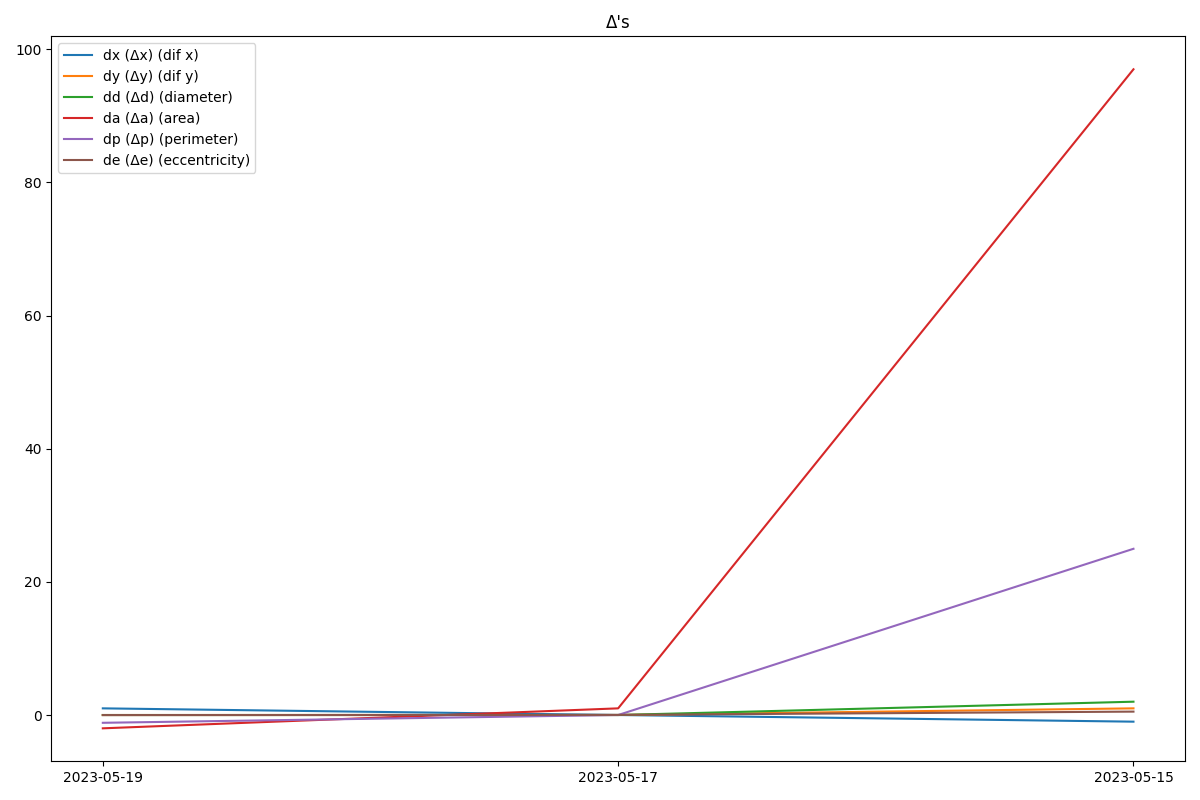 Δ's
dx (Δx) (dif x)
dy (Δy) (dif y)
dd (Δd) (diameter)
da (Δa) (area)
dp (Δp) (perimeter)
de (Δe) (eccentricity)
100
80
60
40
20
0
2023-05-19 2023-05-17 2023-05-15